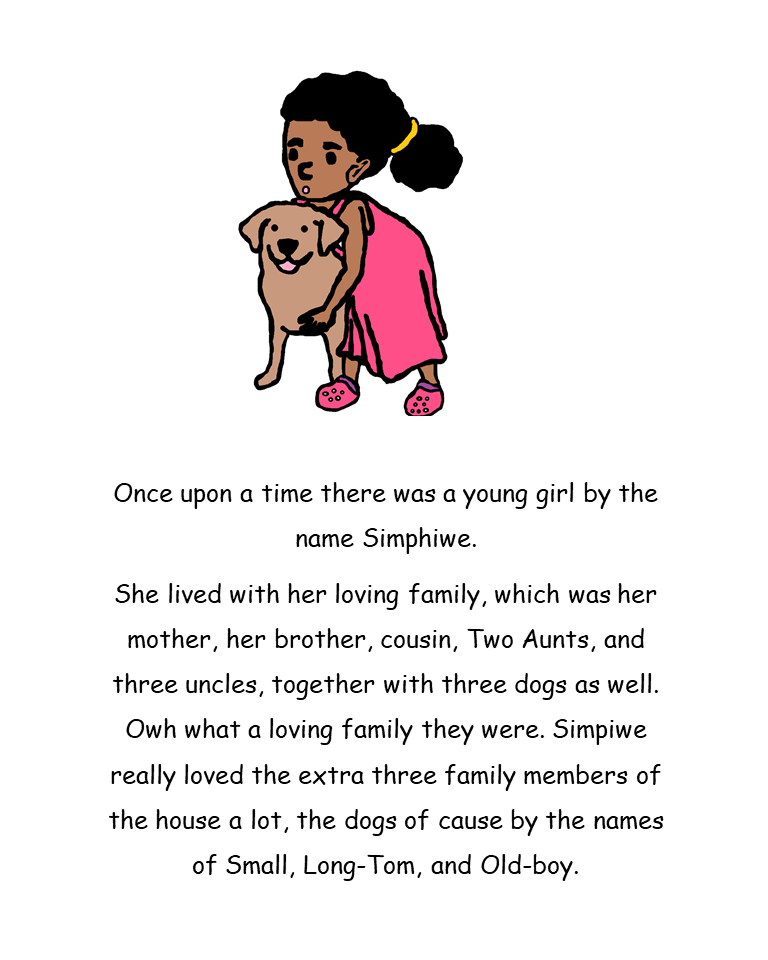 Once upon a time there was a young girl by the
name Simphiwe.
She lived with her loving family, which was her
mother, her brother, cousin, Two Aunts, and
three uncles, together with three dogs as well.
Owh what a loving family they were. Simpiwe
really loved the extra three family members of
the house a lot, the dogs of cause by the names
of Small, Long-Tom, and Old-boy.